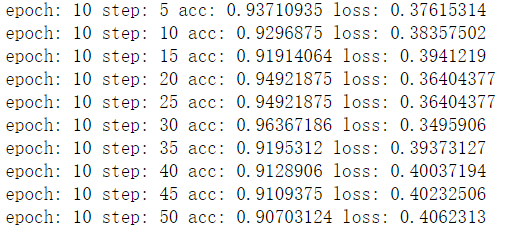 epoch: 10 step: 5 acc: 0.93710935 loss: 0.37615314
epoch: 10 step: 10 acc: 0.9296875 loss: 0.38357502
epoch: 10 step: 15 acc: 0.91914064 loss: 0.3941219
epoch: 10 step: 20 acc: 0.94921875 loss: 0.36404377
epoch: 10 step: 25 acc: 0.94921875 loss: 0.36404377
epoch: 10 step: 30 acc: 0.96367186 loss: 0.3495906
epoch: 10 step: 35 acc: 0.9195312 loss: 0.39373127
epoch: 10 step: 40 acc: 0.9128906 loss: 0.40037194
epoch: 10 step: 45 acc: 0.9109375 loss: 0.40232506
epoch: 10 step: 50 acc: 0.90703124 loss: 0.4062313